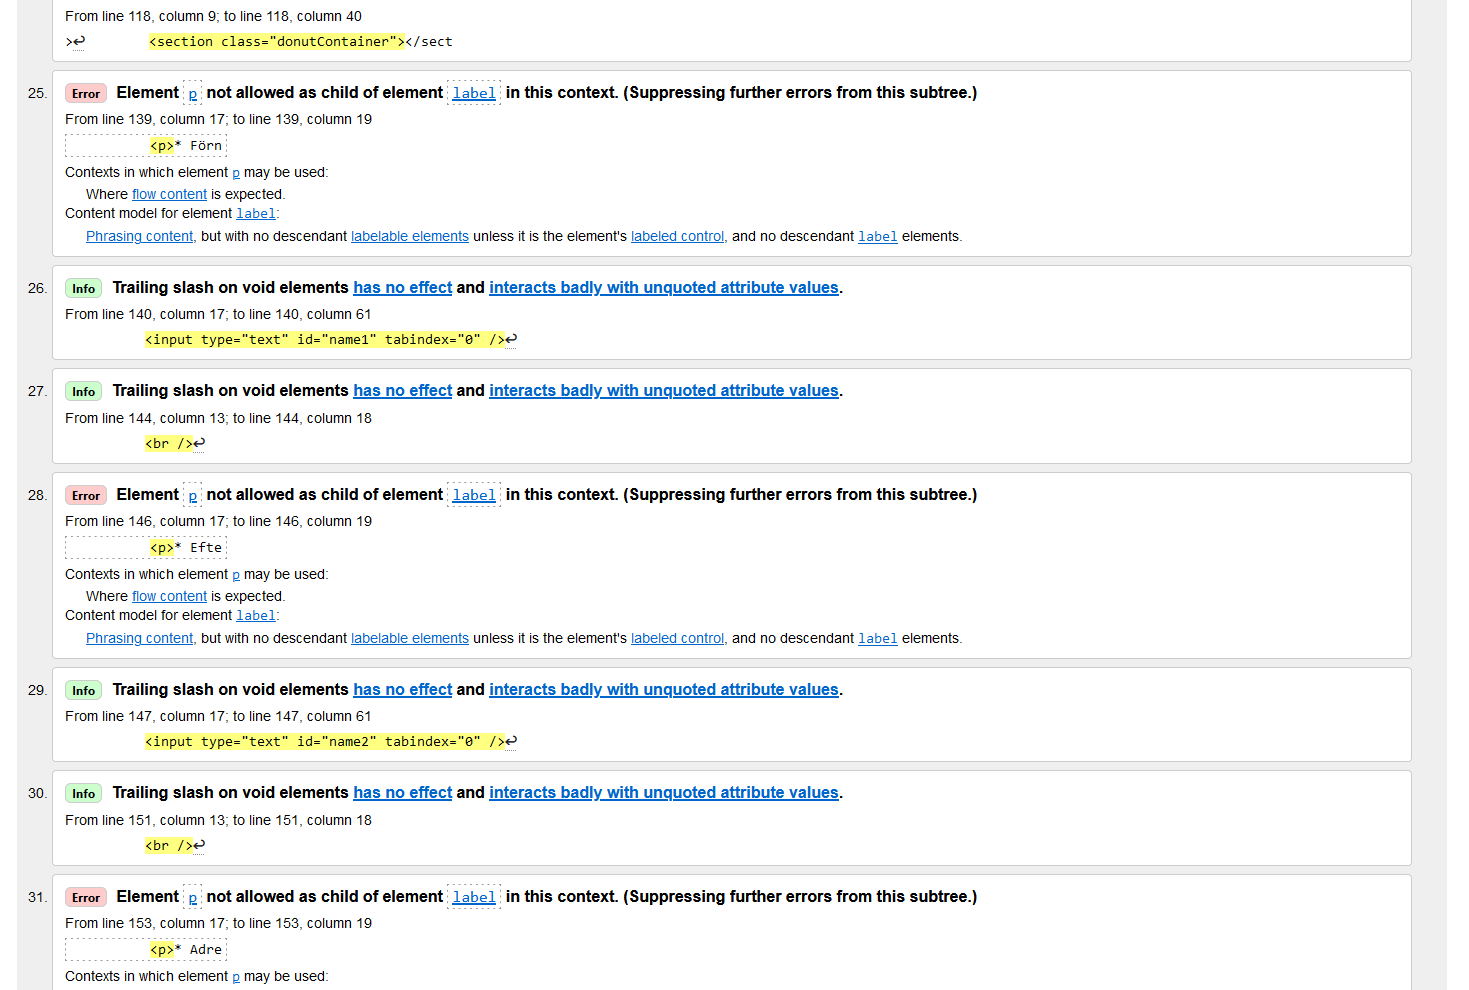 From line 118, column 9; to line 118, column 40
>↩        <section class="donutContainer"></sect
25. Error Element p not allowed as child of element label in this context. (Suppressing further errors from this subtree.)
From line 139, column 17; to line 139, column 19
<p>* Förn
Contexts in which element p may be used:
Where flow content is expected.
Content model for element label:
Phrasing content, but with no descendant labelable elements unless it is the element's labeled control, and no descendant label elements.
26. Info Trailing slash on void elements has no effect and interacts badly with unquoted attribute values.
From line 140, column 17; to line 140, column 61
<input type="text" id="name1" tabindex="0" />↩
27. Info Trailing slash on void elements has no effect and interacts badly with unquoted attribute values.
From line 144, column 13; to line 144, column 18
<br />↩
28. Error Element p not allowed as child of element label in this context. (Suppressing further errors from this subtree.)
From line 146, column 17; to line 146, column 19
<p>* Efte
Contexts in which element p may be used:
Where flow content is expected.
Content model for element label:
Phrasing content, but with no descendant labelable elements unless it is the element's labeled control, and no descendant label elements.
29. Info Trailing slash on void elements has no effect and interacts badly with unquoted attribute values.
From line 147, column 17; to line 147, column 61
<input type="text" id="name2" tabindex="0" />↩
30. Info Trailing slash on void elements has no effect and interacts badly with unquoted attribute values.
From line 151, column 13; to line 151, column 18
<br />↩
31. Error Element p not allowed as child of element label in this context. (Suppressing further errors from this subtree.)
From line 153, column 17; to line 153, column 19
<p>* Adre
Contexts in which element p may be used: